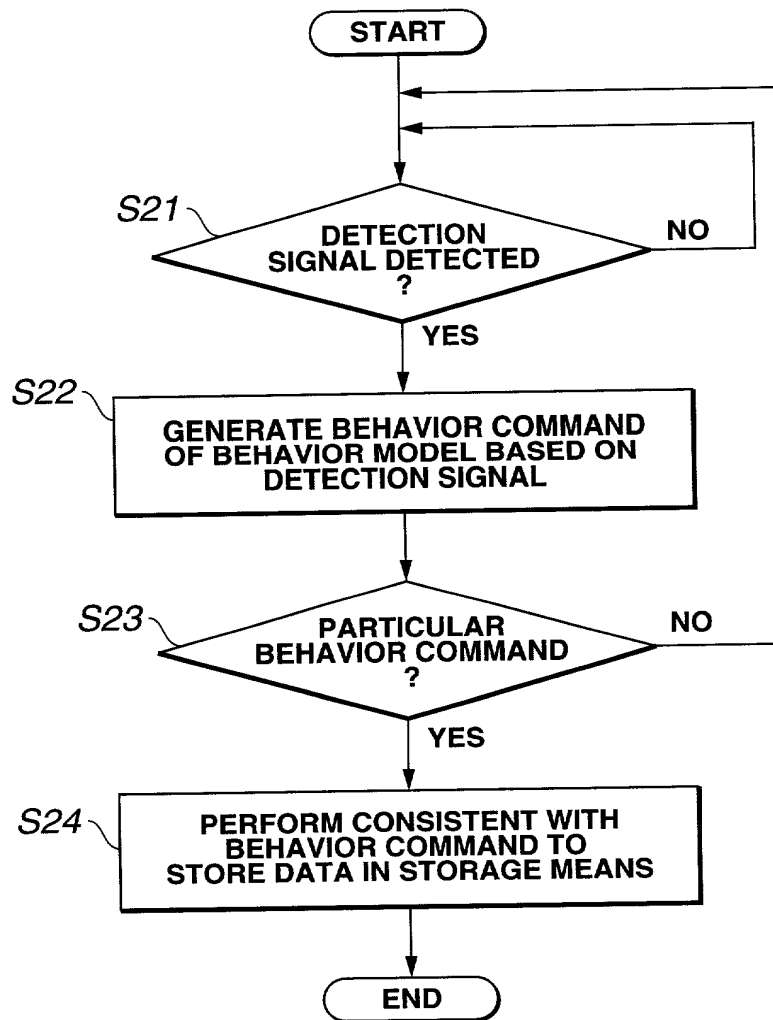 START
S21
DETECTION
SIGNAL DETECTED
?
NO
YES
S22
GENERATE BEHAVIOR COMMAND
OF BEHAVIOR MODEL BASED ON
DETECTION SIGNAL
S23
PARTICULAR
BEHAVIOR COMMAND
?
NO
YES
S24
PERFORM CONSISTENT WITH
BEHAVIOR COMMAND TO
STORE DATA IN STORAGE MEANS
END